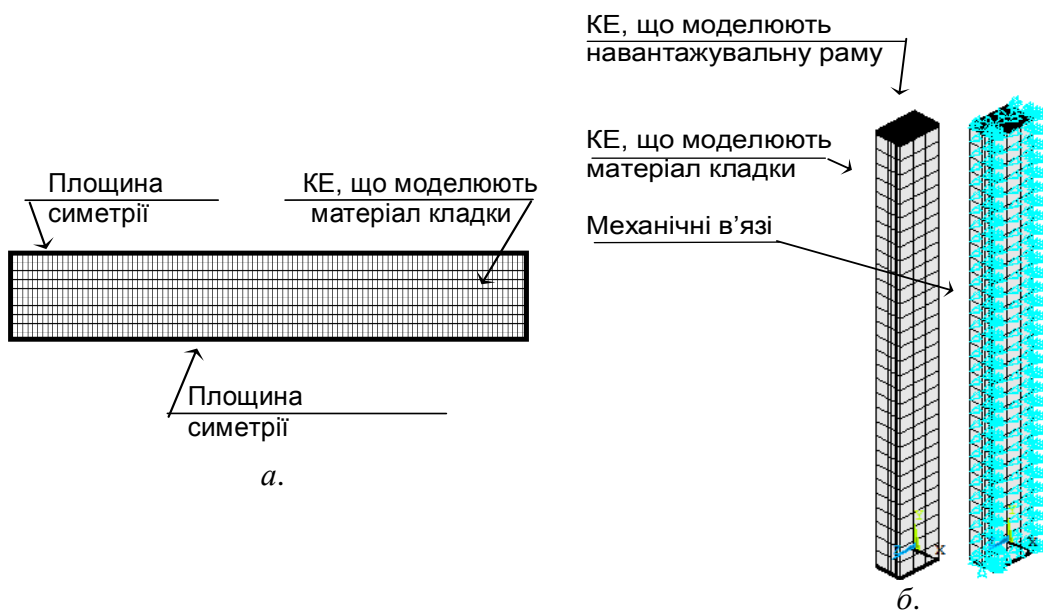 КЕ, що моделюють
навантажувальну раму
КЕ, що моделюють
матеріал кладки
Механічні в’язі
Площина
симетрії
КЕ, що моделюють
матеріал кладки
Площина
симетрії
а.
x
x
б.